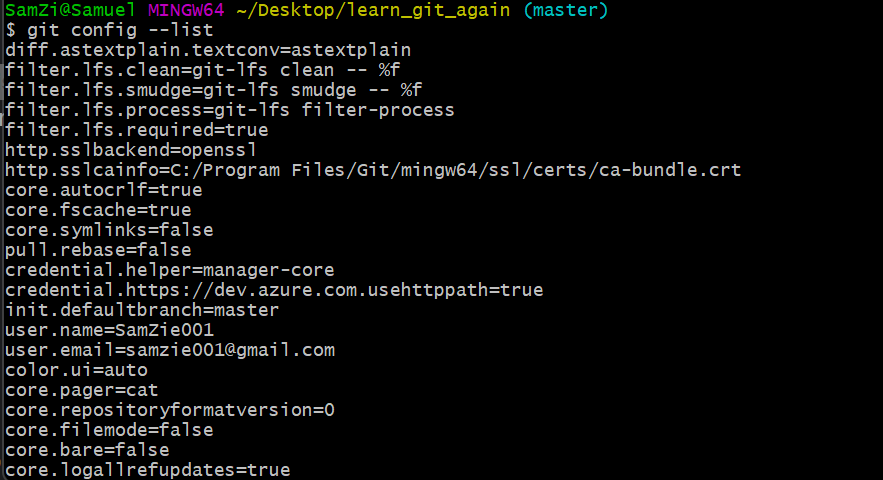 SamZi@Samuel MINGW64 ~/Desktop/learn_git_again (master)
$ git config --list
diff.astextplain.textconv=astextplain
filter.lfs.clean=git-lfs clean -- %f
filter.lfs.smudge=git-lfs smudge -- %f
filter.lfs.process=git-lfs filter-process
filter.lfs.required=true
http.sslbackend=openssl
http.sslcainfo=C:/Program Files/Git/mingw64/ssl/certs/ca-bundle.crt
core.autocrlf=true
core.fscache=true
core.symlinks=false
pull.rebase=false
credential.helper=manager-core
credential.https://dev.azure.com.usehttppath=true
init.defaultbranch=master
user.name=SamZie001
user.email=samzie001@gmail.com
color.ui=auto
core.pager=cat
core.repositoryformatversion=0
core.filemode=false
core.bare=false
core.logallrefupdates=true